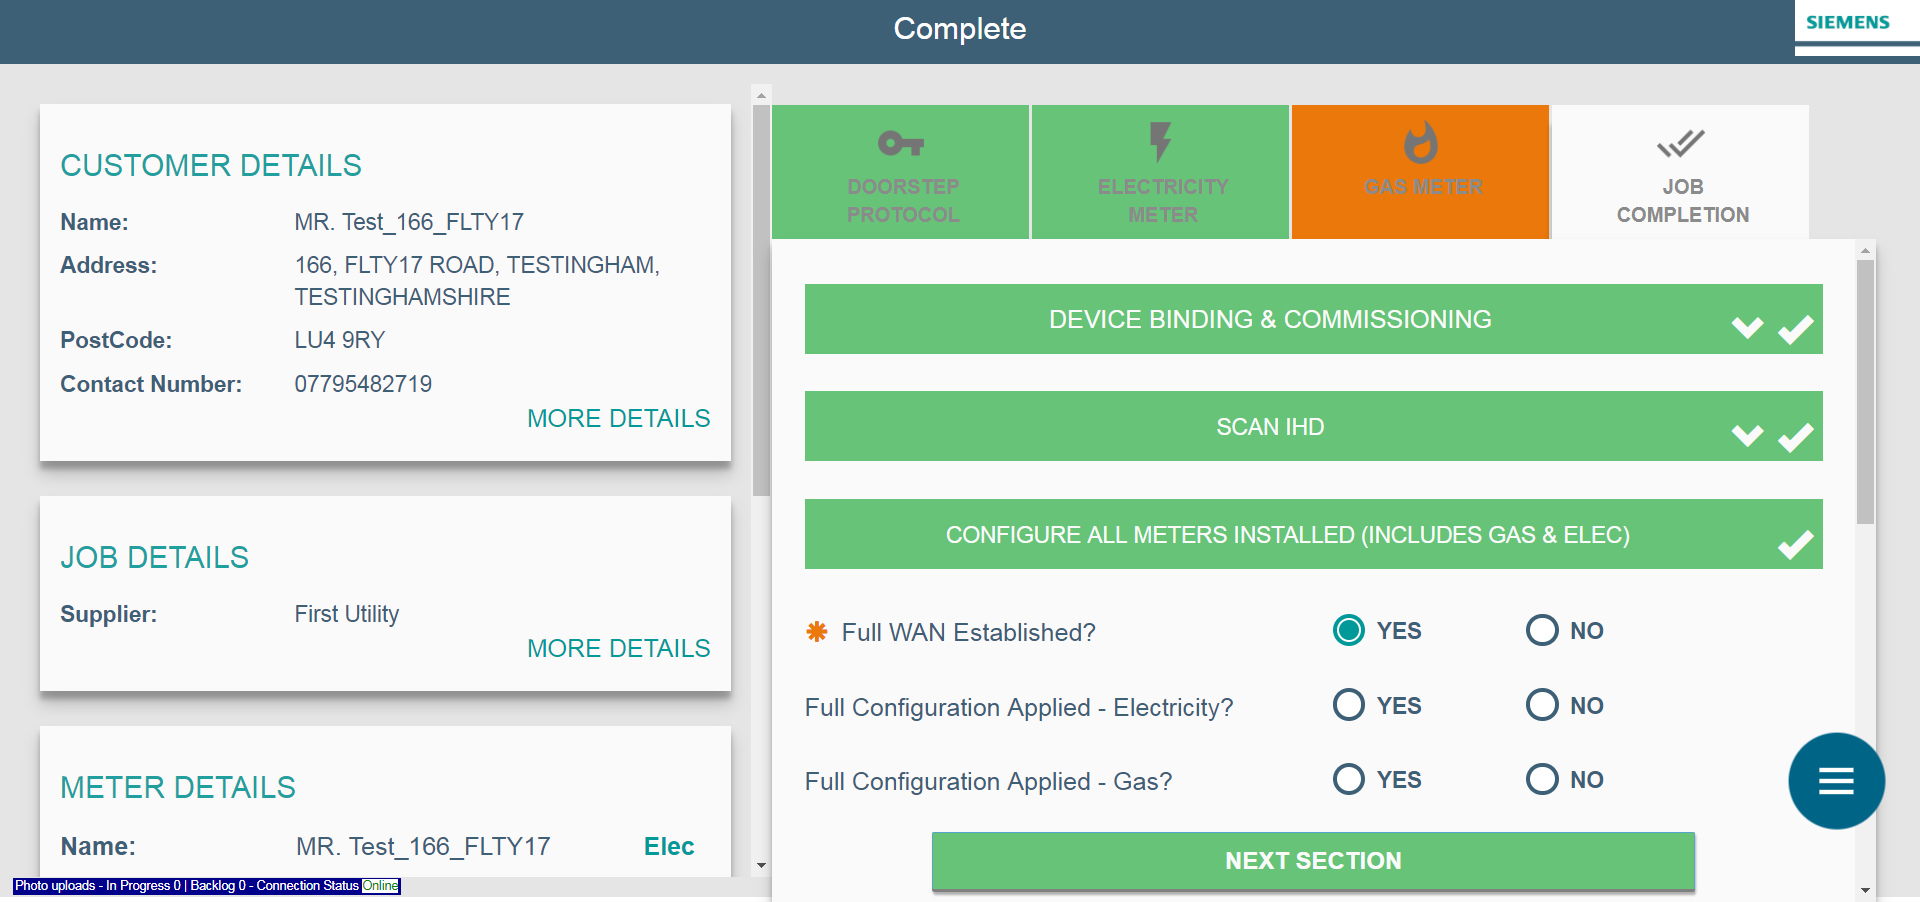 Complete
SIEMENS
CUSTOMER DETAILS
Name: MR. Test_166_FLTY17
Address: 166, FLTY17 ROAD, TESTINGHAM,
TESTINGHAMSHIRE
PostCode: LU4 9RY
Contact Number: 07795482719
MORE DETAILS
JOB DETAILS
Supplier: First Utility
MORE DETAILS
METER DETAILS
Name: MR. Test_166_FLTY17 Elec
Photo uploads - In Progress 0 | Backlog 0 - Connection Status Online
DOORSTEP
PROTOCOL
ELECTRICITY
METER
GAS METER
JOB
COMPLETION
DEVICE BINDING & COMMISSIONING
SCAN IHD
CONFIGURE ALL METERS INSTALLED (INCLUDES GAS & ELEC)
Full WAN Established? YES NO
Full Configuration Applied - Electricity? YES NO
Full Configuration Applied - Gas? YES NO
NEXT SECTION